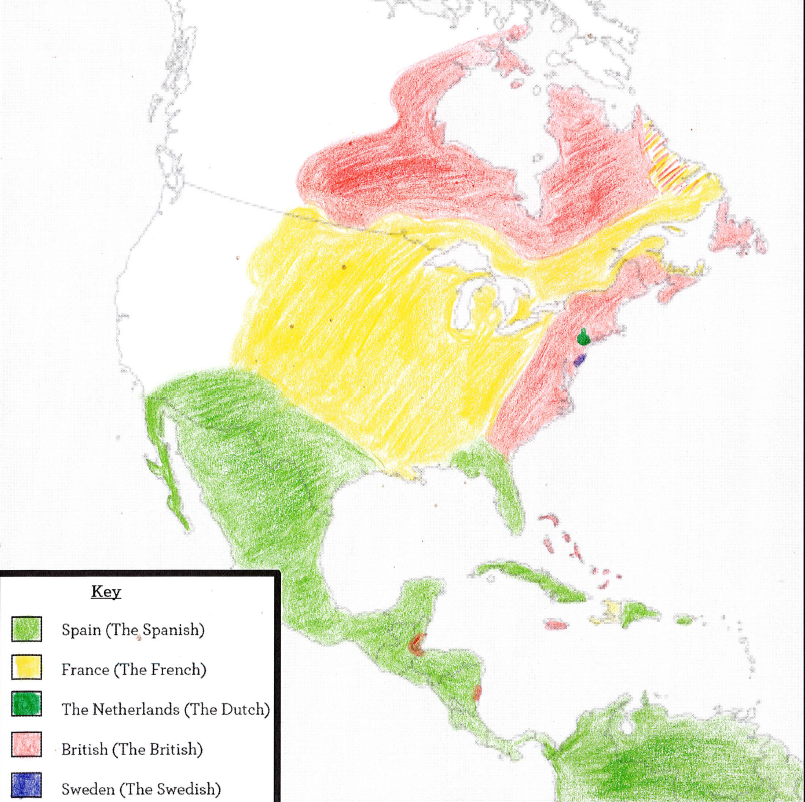 Key
Spain (The Spanish)
France (The French)
The Netherlands (The Dutch)
British (The British)
Sweden (The Swedish)